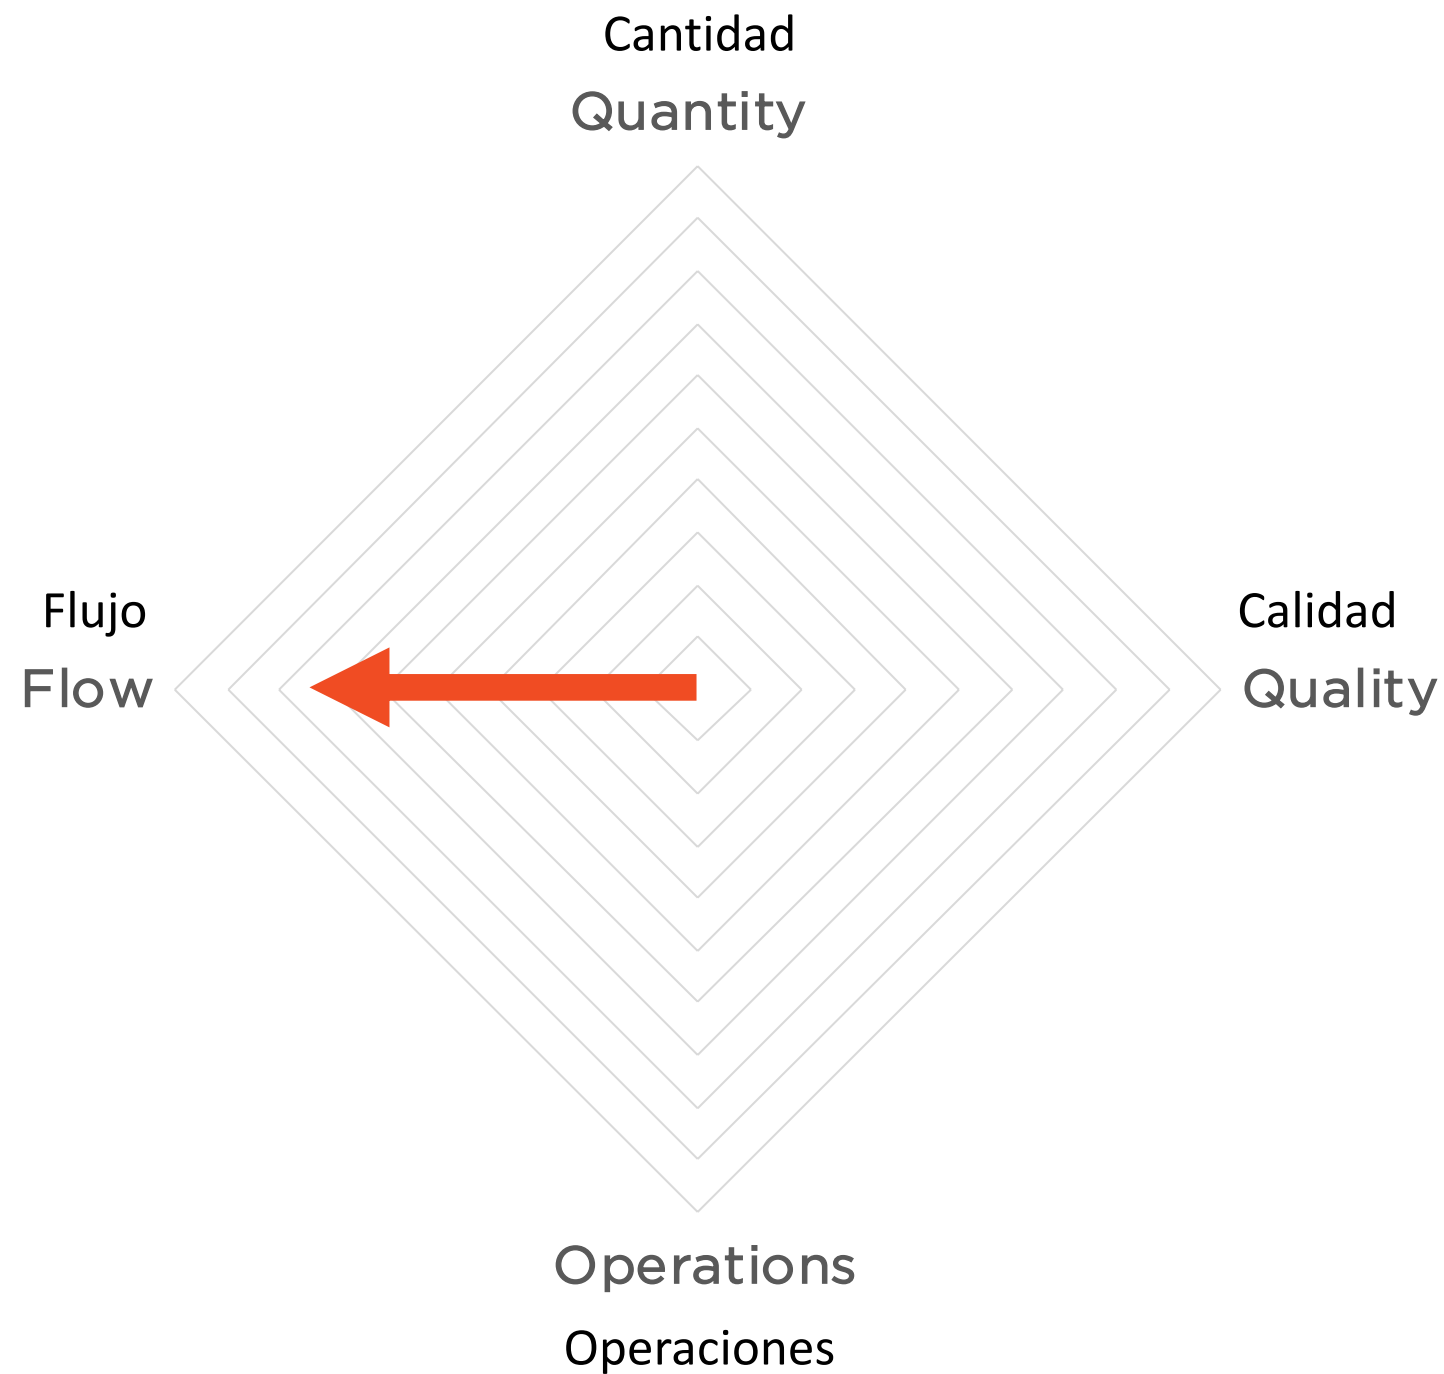 Cantidad
Quantity
Flujo
Flow
Calidad
Quality
Operations
Operaciones